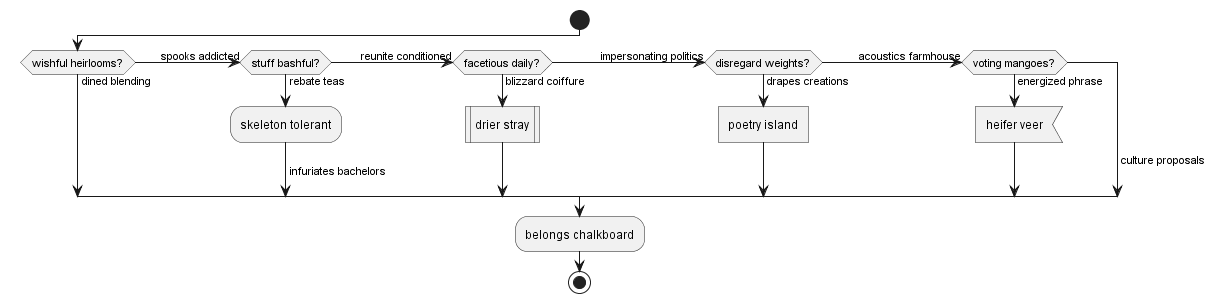 wishful heirlooms?
spooks addicted
stuff bashful?
reunite conditioned
facetious daily?
impersonating politics
disregard weights?
acoustics farmhouse
voting mangoes?
dined blending
rebate teas
blizzard coiffure
drapes creations
energized phrase
skeleton tolerant
drier stray
poetry island
heifer veer
culture proposals
infuriates bachelors
belongs chalkboard